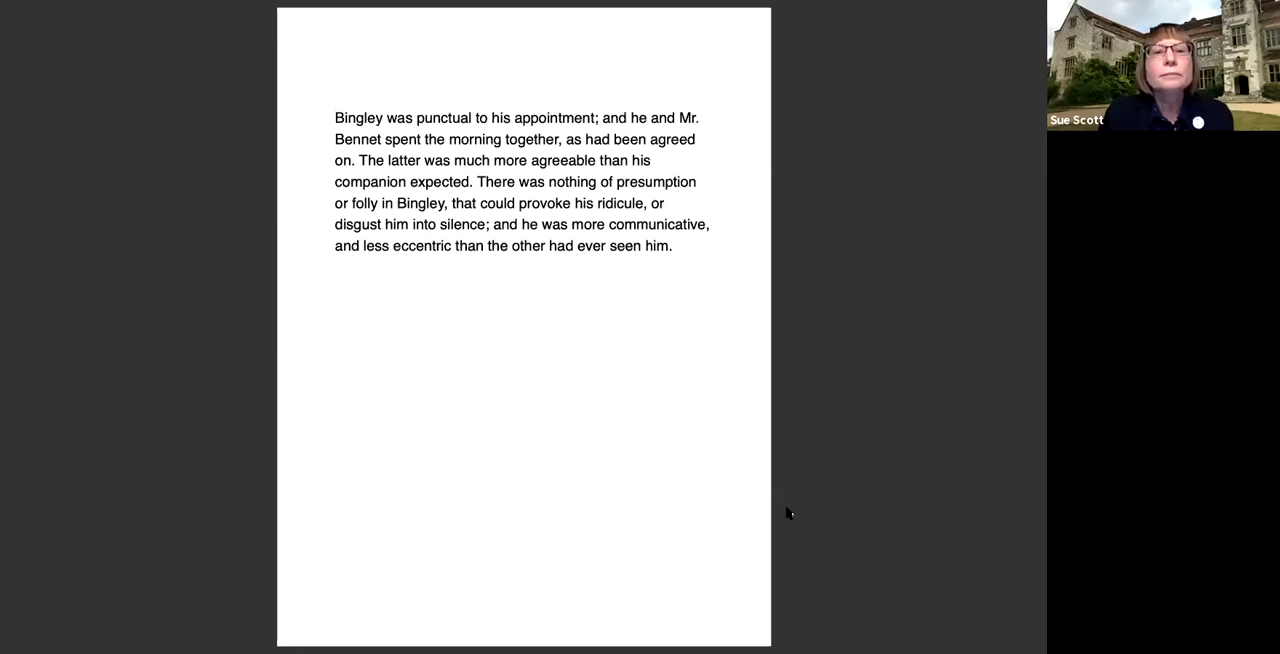 Bingley was punctual to his appointment; and he and Mr.
Bennet spent the morning together, as had been agreed
on. The latter was much more agreeable than his
companion expected. There was nothing of presumption
or folly in Bingley, that could provoke his ridicule, or
disgust him into silence; and he was more communicative,
and less eccentric than the other had ever seen him.
Sue Scott